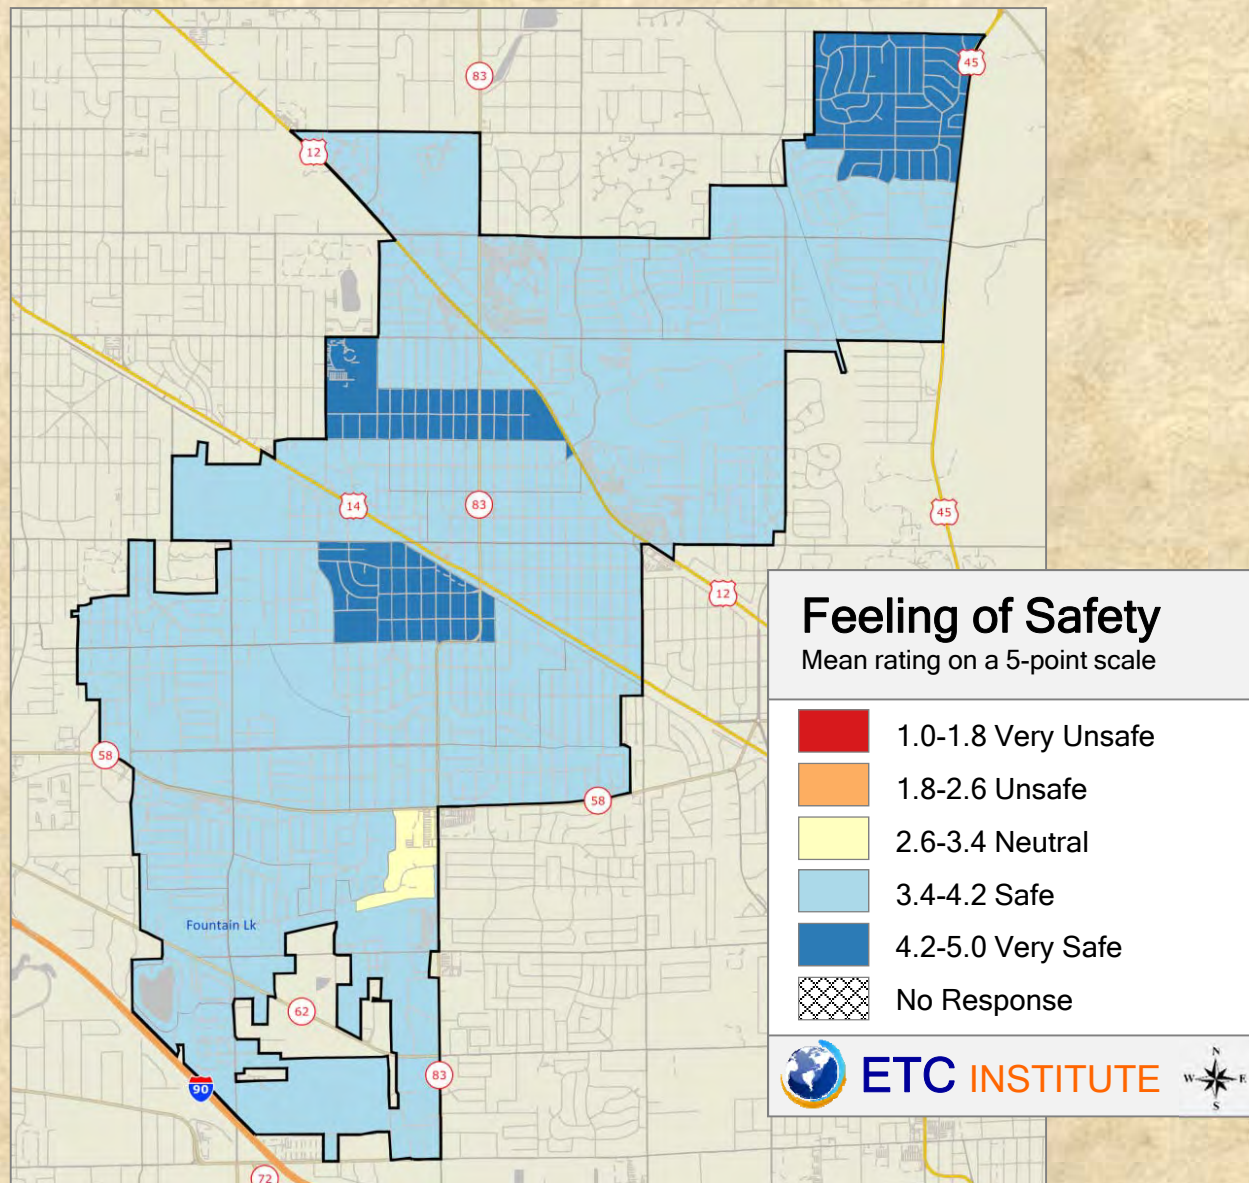 83
45
12
14
83
45
12
58
58
Fountain Lk
62
83
90
72
Feeling of Safety
Mean rating on a 5-point scale
1.0-1.8 Very Unsafe
1.8-2.6 Unsafe
2.6-3.4 Neutral
3.4-4.2 Safe
4.2-5.0 Very Safe
No Response
ETC INSTITUTE
N
W E
S